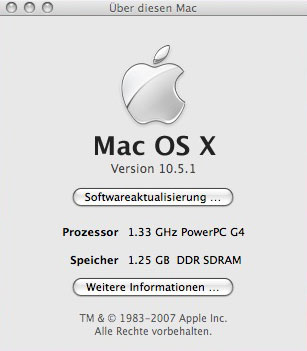 Über diesen Mac
Mac OS X
Version 10.5.1
Softwareaktualisierung ...
Prozessor 1.33 GHz PowerPC G4
Speicher 1.25 GB DDR SDRAM
Weitere Informationen ...
TM & © 1983-2007 Apple Inc.
Alle Rechte vorbehalten.